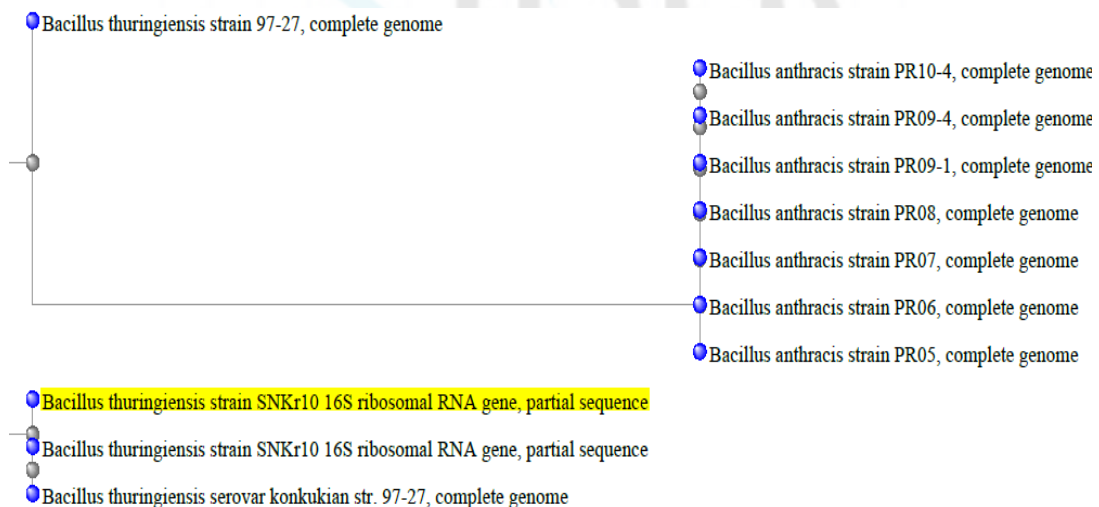 Bacillus thuringiensis strain 97-27, complete genome
Bacillus anthracis strain PR10-4, complete genome
Bacillus anthracis strain PR09-4, complete genome
Bacillus anthracis strain PR09-1, complete genome
Bacillus anthracis strain PR08, complete genome
Bacillus anthracis strain PR07, complete genome
Bacillus anthracis strain PR06, complete genome
Bacillus anthracis strain PR05, complete genome
Bacillus thuringiensis strain SNKr10 16S ribosomal RNA gene, partial sequence
Bacillus thuringiensis strain SNKr10 16S ribosomal RNA gene, partial sequence
Bacillus thuringiensis serovar konkukian str. 97-27, complete genome